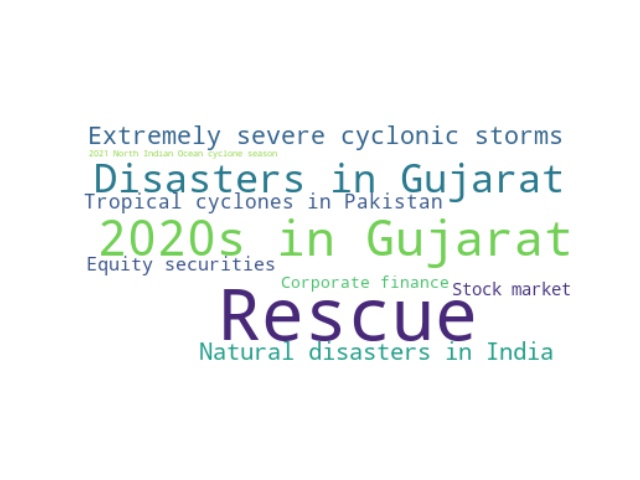 Extremely severe cyclonic storms
2021 North Indian Ocean cyclone season
Disasters in Gujarat
Tropical cyclones in Pakistan
2020s in Gujarat
Equity securities
Corporate finance
Stock market
Rescue
Natural disasters in India